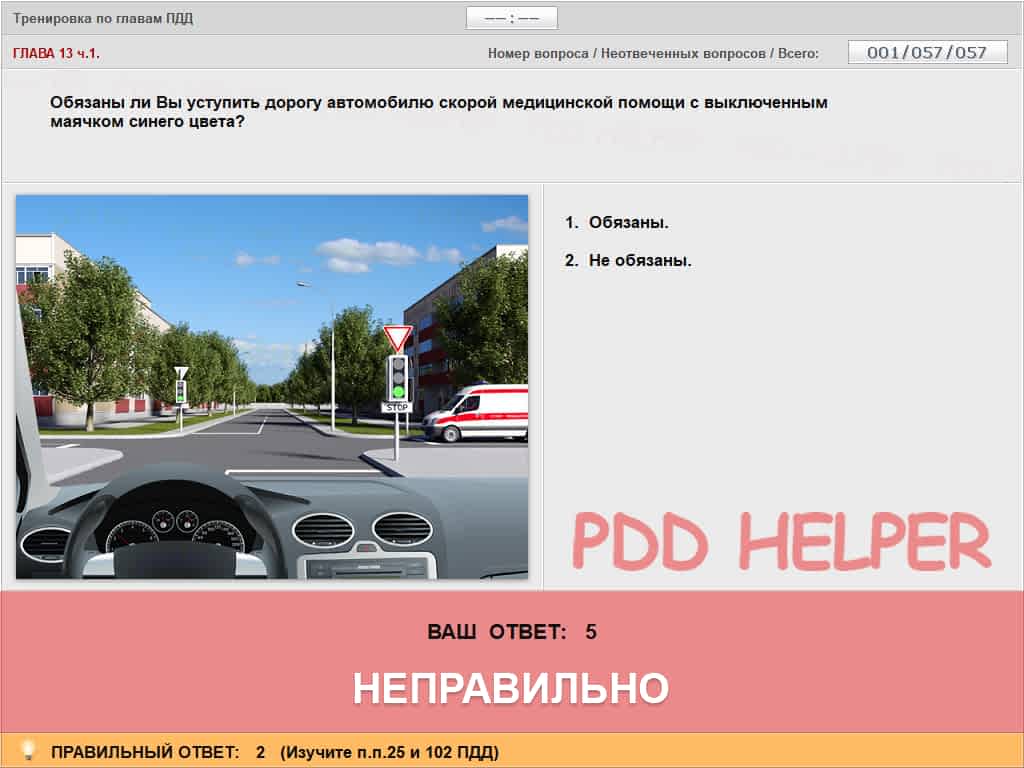 Тренировка по главам ПДД
–– : ––
ГЛАВА 13 ч.1.
Номер вопроса / Неотвеченных вопросов / Всего:
001/057/057
Обязаны ли Вы уступить дорогу автомобилю скорой медицинской помощи с выключенным
маячком синего цвета?
1. Обязаны.
2. Не обязаны.
STOP
PDD HELPER
ВАШ ОТВЕТ: 5
НЕПРАВИЛЬНО
ПРАВИЛЬНЫЙ ОТВЕТ: 2 (Изучите п.п.25 и 102 ПДД)